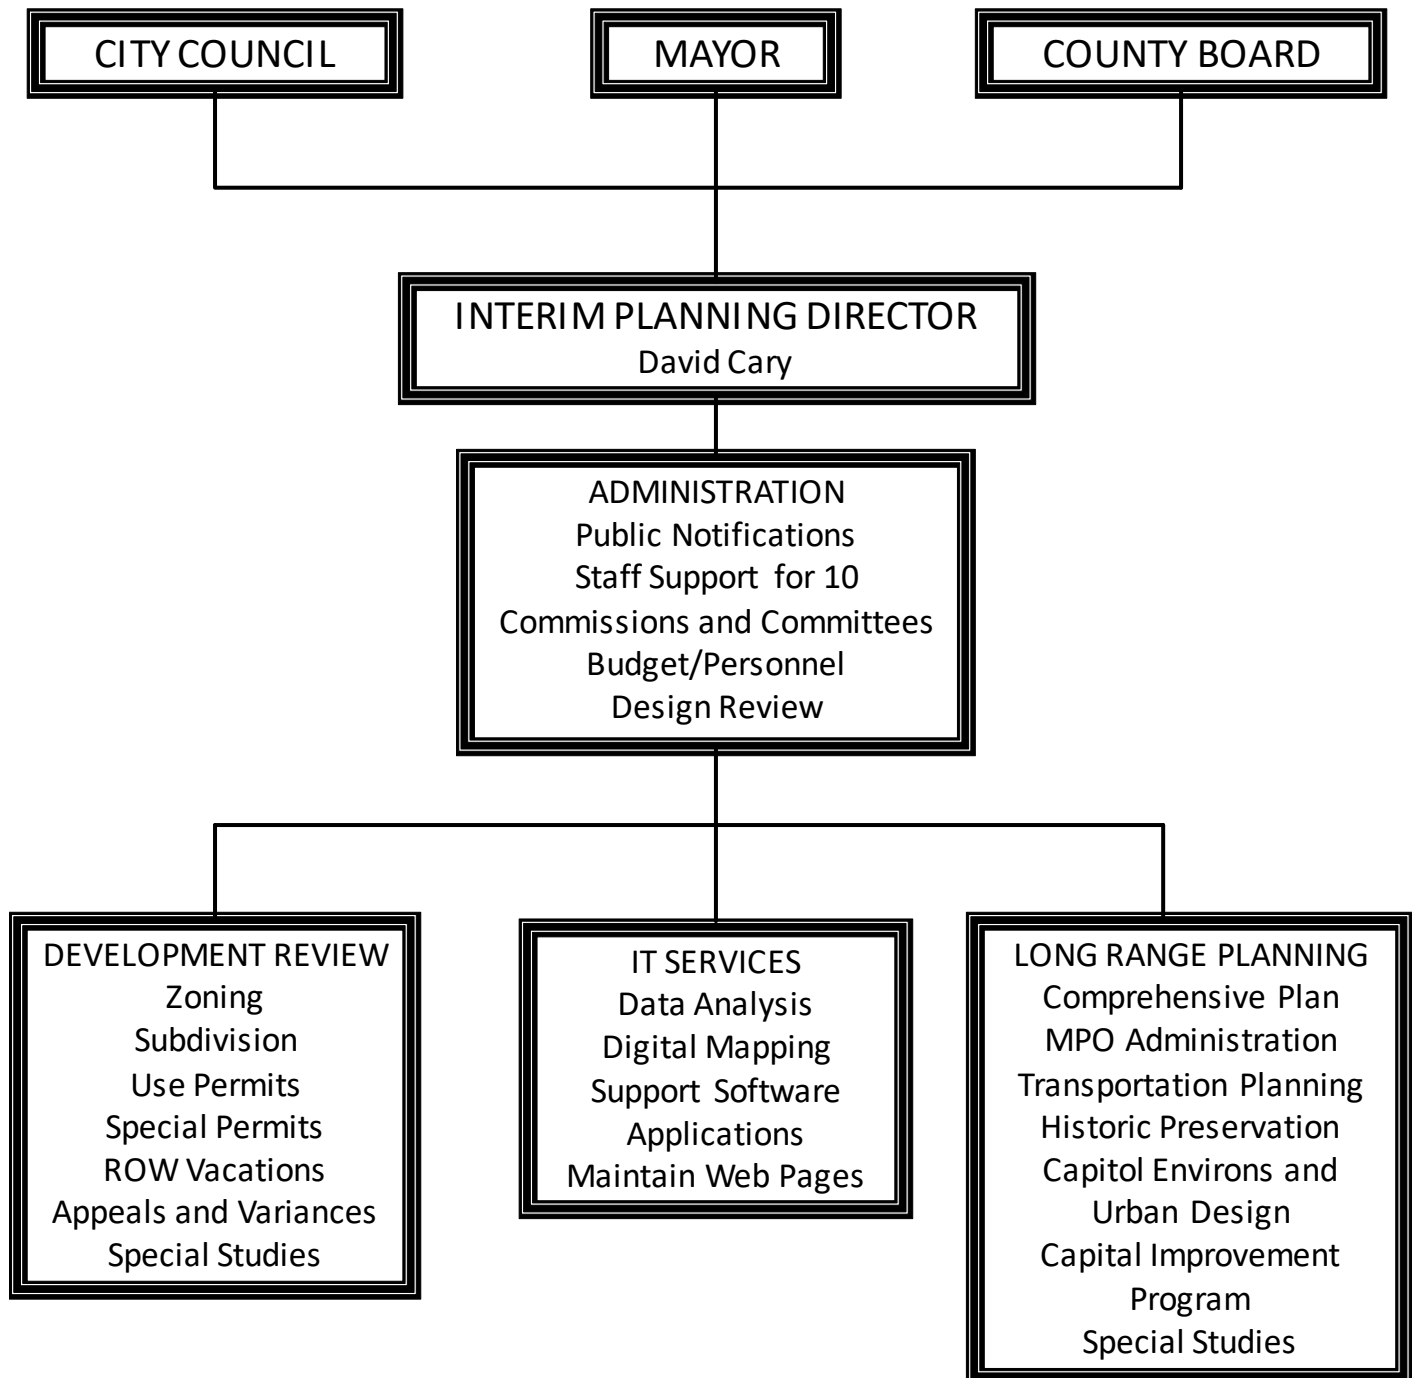 CITY COUNCIL
MAYOR
COUNTY BOARD
INTERIM PLANNING DIRECTOR
David Cary
ADMINISTRATION
Public Notifications
Staff Support for 10
Commissions and Committees
Budget/Personnel
Design Review
DEVELOPMENT REVIEW
Zoning
Subdivision
Use Permits
Special Permits
ROW Vacations
Appeals and Variances
Special Studies
IT SERVICES
Data Analysis
Digital Mapping
Support Software
Applications
Maintain Web Pages
LONG RANGE PLANNING
Comprehensive Plan
MPO Administration
Transportation Planning
Historic Preservation
Capitol Environs and
Urban Design
Capital Improvement
Program
Special Studies